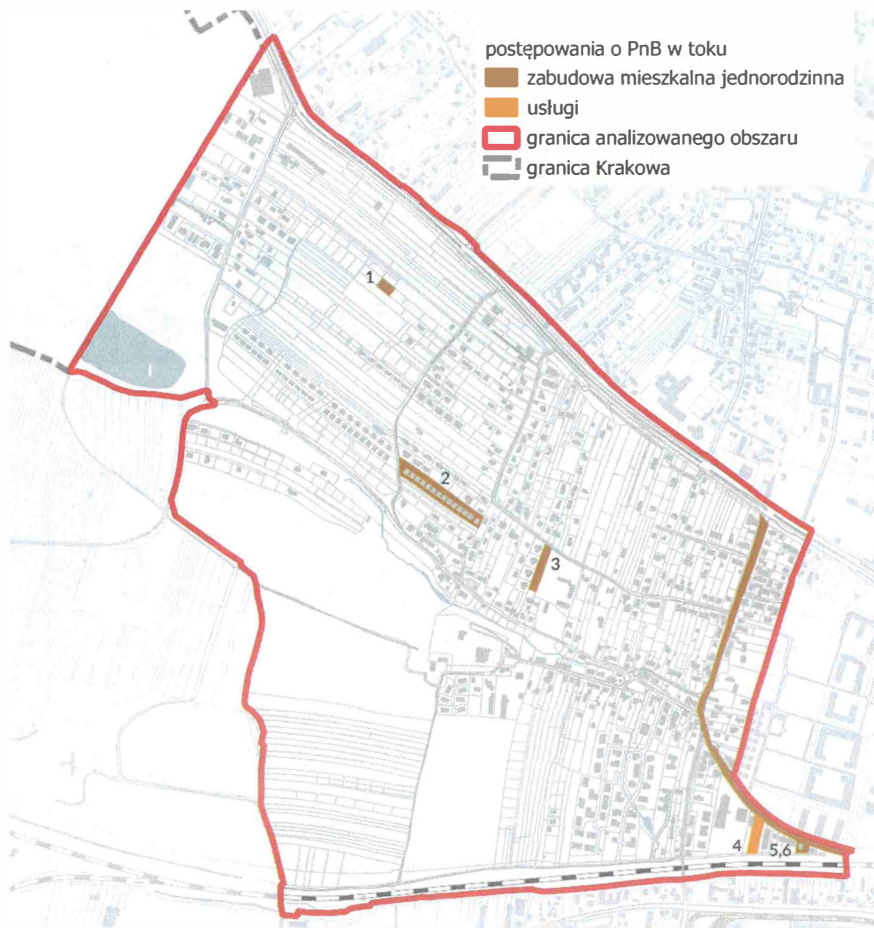 postępowania o PnB w toku
zabudowa mieszkalna jednorodzinna
usługi
granica analizowanego obszaru
granica Krakowa
1
2
3
4
5,6